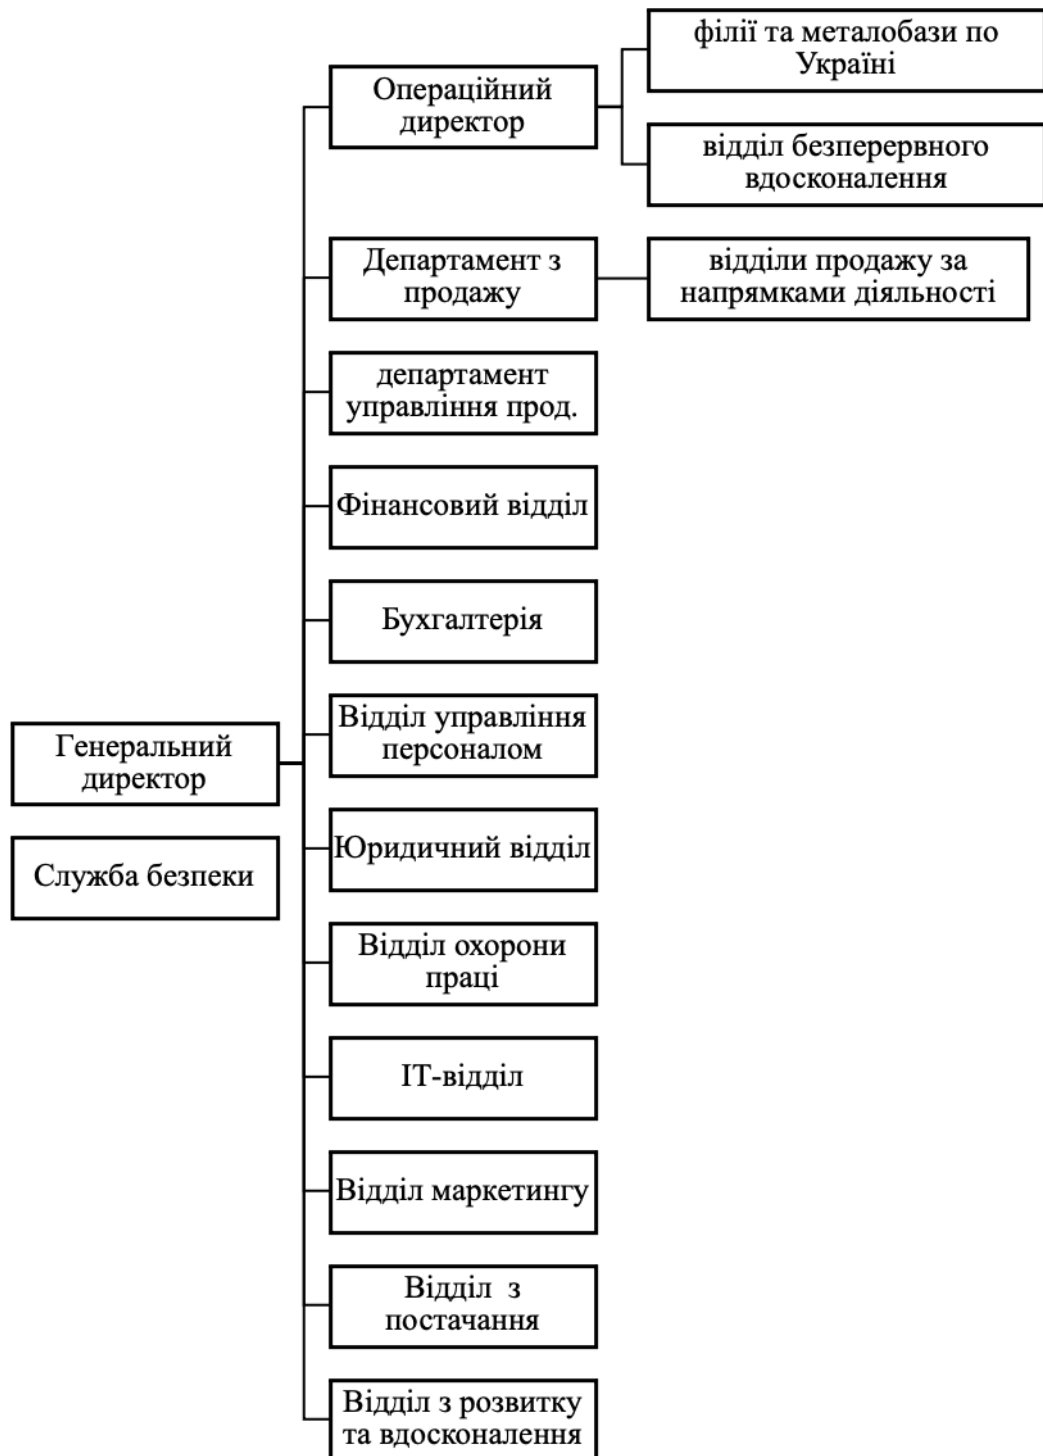 філії та металобази по
Україні
Операційний
директор
відділ безперервного
вдосконалення
Департамент з
продажу
відділи продажу за
напрямками діяльності
департамент
управління прод.
Фінансовий відділ
Бухгалтерія
Відділ управління
персоналом
Генеральний
директор
Юридичний відділ
Служба безпеки
Відділ охорони
праці
ІТ-відділ
Відділ маркетингу
Відділ  з
постачання
Відділ з розвитку
та вдосконалення